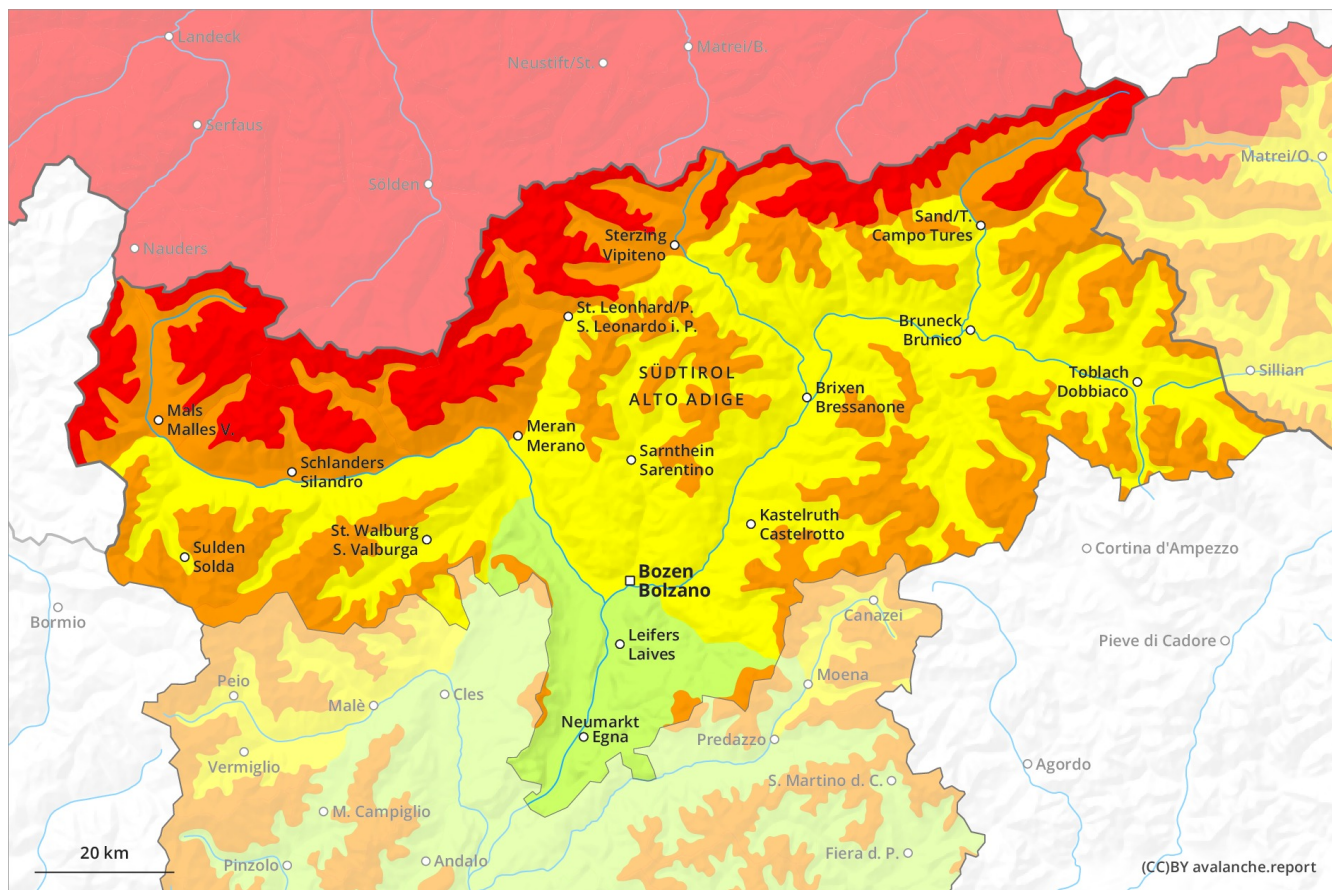 Landeck
Matrei/B.
Neustift/St.
Serfaus
Matrei/O.
Sölden
Nauders
Sand/T.
Campo Tures
Sterzing
Vipiteno
St. Leonhard/P.
S. Leonardo i. P.
Bruneck
Brunico
SÜDTIROL
ALTO ADIGE
Toblach
Dobbiaco
Sillian
Brixen
Bressanone
Mals
Malles V.
Meran
Merano
Schlanders
Silandro
Sarnthein
Sarentino
Kastelruth
Castelrotto
St. Walburg
S. Valburga
Sulden
Solda
Cortina d'Ampezzo
Bozen
Bolzano
Bormio
Canazei
Leifers
Laives
Pieve di Cadore
Peio
Moena
Cles
Malè
Neumarkt
Egna
Predazzo
Vermiglio
Agordo
S. Martino d. C.
M. Campiglio
20 km
Pinzolo
Andalo
Fiera d. P.
(CC)BY avalanche.report